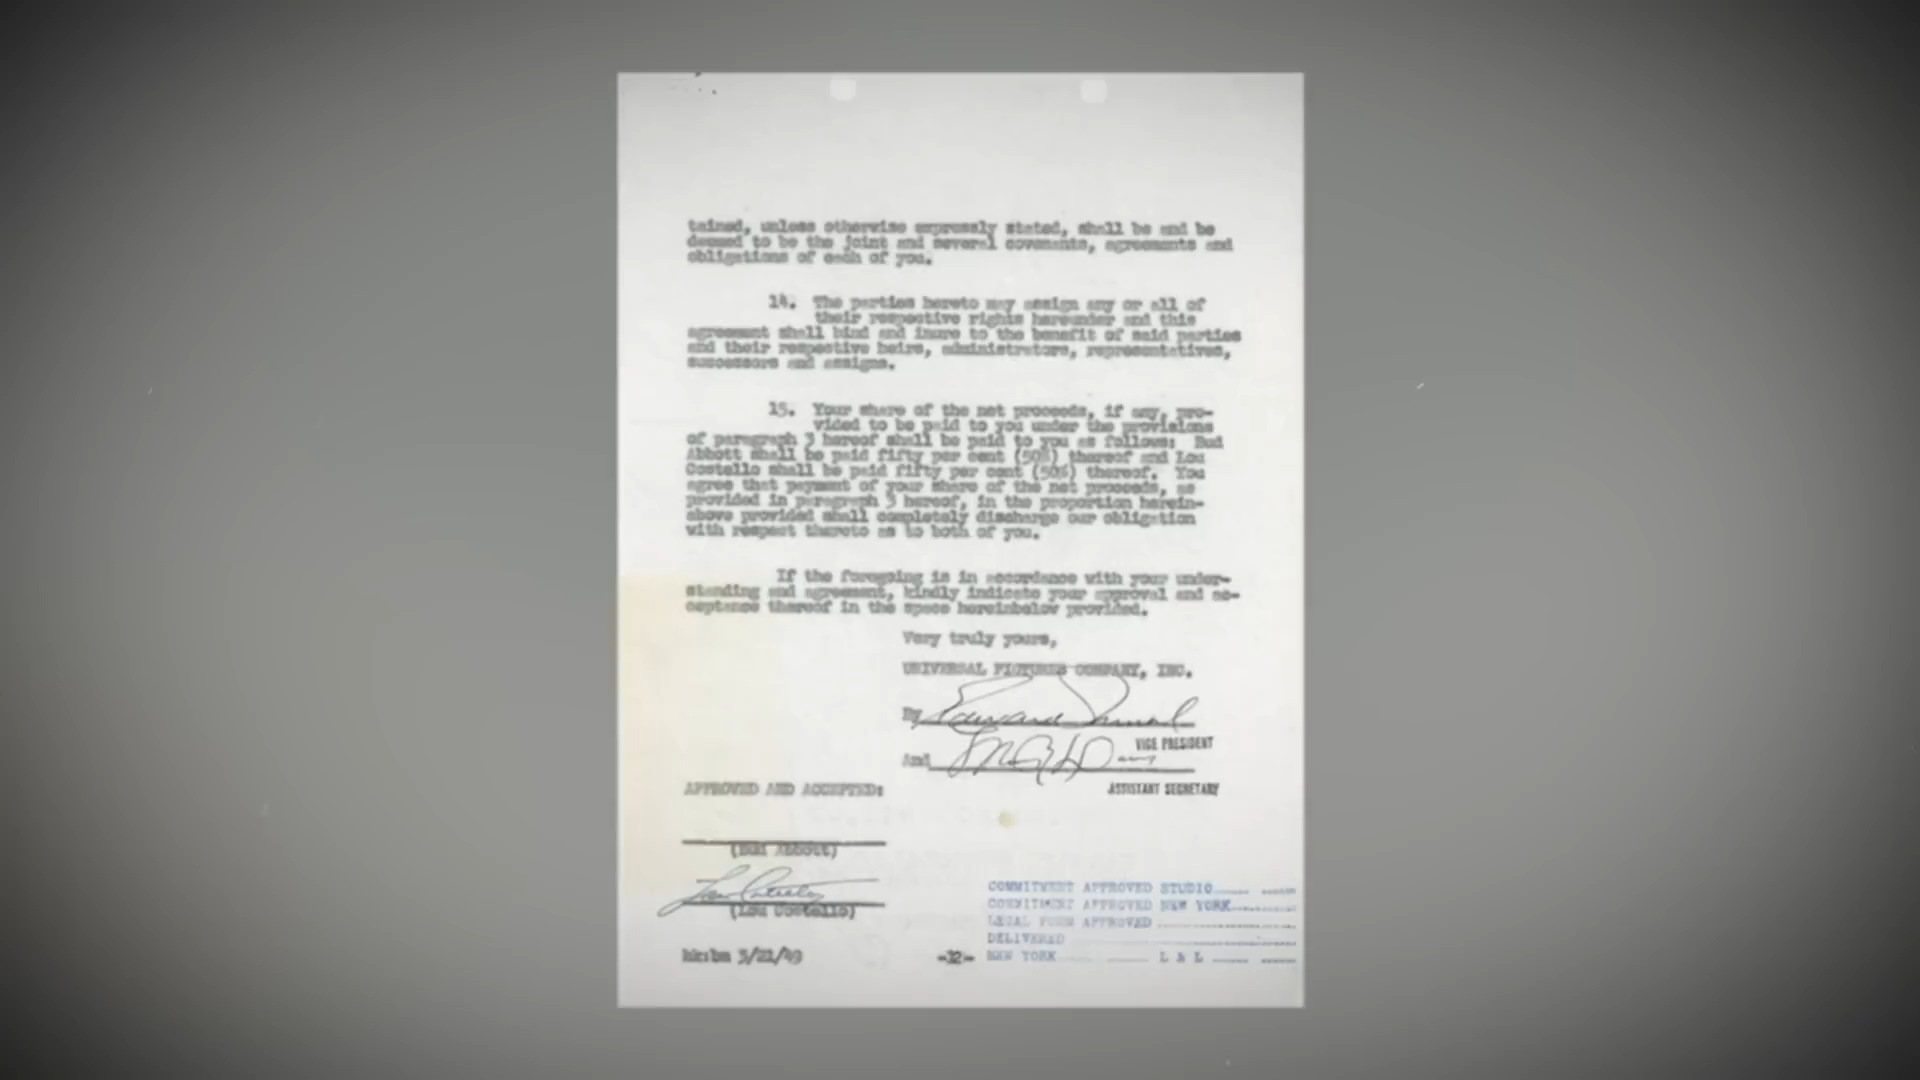 tained, unless otherwise expressly stated, shall be and be
deemed to be the joint and several covenants, agreements and
obligations of each of you.
14. The parties hereto may assign any or all of
their respective rights hereunder and this
agreement shall bind and inure to the benefit of said parties
and their respective heirs, administrators, representatives,
successors and assigns.
15. Your share of the net proceeds, if any, pro-
vided to be paid to you under the provisions
of paragraph 3 hereof shall be paid to you as follows: Bud
Abbott shall be paid fifty per cent (50%) thereof and Lou
Costello shall be paid fifty per cent (50%) thereof. You
agree that payment of your share of the net proceeds, as
provided in paragraph 3 hereof, in the proportion herein-
above provided shall completely discharge our obligation
with respect thereto as to both of you.
If the foregoing is in accordance with your under-
standing and agreement, kindly indicate your approval and ac-
ceptance thereof in the space hereinbelow provided.
Very truly yours,
UNIVERSAL PICTURES COMPANY, INC.
By Edward
VICE PRESIDENT
And
ASSISTANT SECRETARY
APPROVED AND ACCEPTED:
(Bud Abbott)
Lou Costello
(Lou Costello)
COMMITMENT APPROVED STUDIO
COMMITMENT APPROVED NEW YORK
LEGAL FORM APPROVED
DELIVERED
NEW YORK L & L
hk:bm 3/21/49
-12-